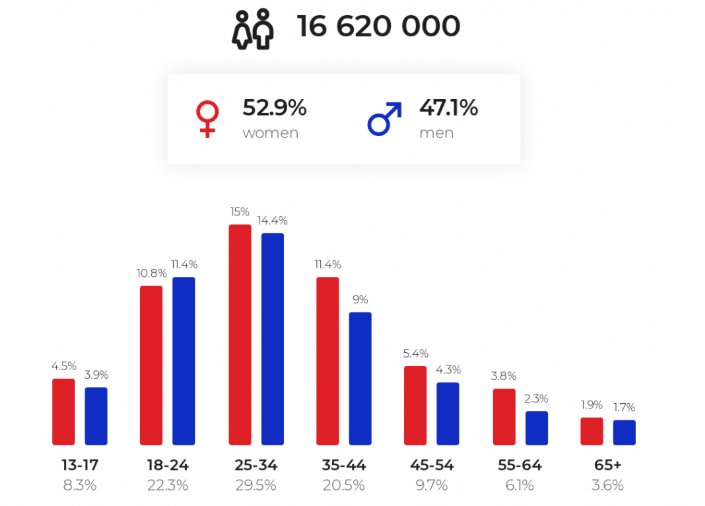 16 620 000
52.9% 47.1%
women men
15%
14.4%
11.4% 11.4%
10.8%
9%
5.4%
4.5% 4.3%
3.9% 3.8%
2.3%
1.9% 1.7%
13-17 18-24 25-34 35-44 45-54 55-64 65+
8.3% 22.3% 29.5% 20.5% 9.7% 6.1% 3.6%